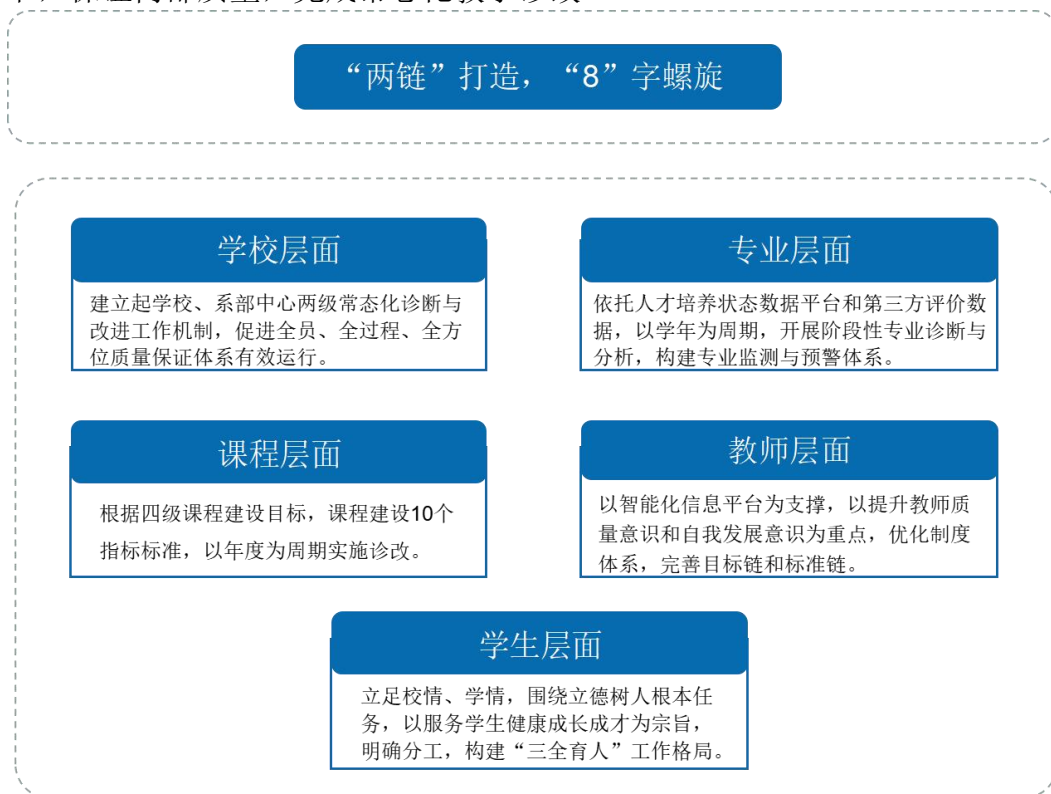 “两链”打造，“8”字螺旋
学校层面
建立起学校、系部中心两级常态化诊断与
改进工作机制，促进全员、全过程、全方
位质量保证体系有效运行。
专业层面
依托人才培养状态数据平台和第三方评价数
据，以学年为周期，开展阶段性专业诊断与
分析，构建专业监测与预警体系。
课程层面
根据四级课程建设目标，课程建设10个
指标标准，以年度为周期实施诊改。
教师层面
以智能化信息平台为支撑，以提升教师质
量意识和自我发展意识为重点，优化制度
体系，完善目标链和标准链。
学生层面
立足校情、学情，围绕立德树人根本任
务，以服务学生健康成长成才为宗旨，
明确分工，构建“三全育人”工作格局。